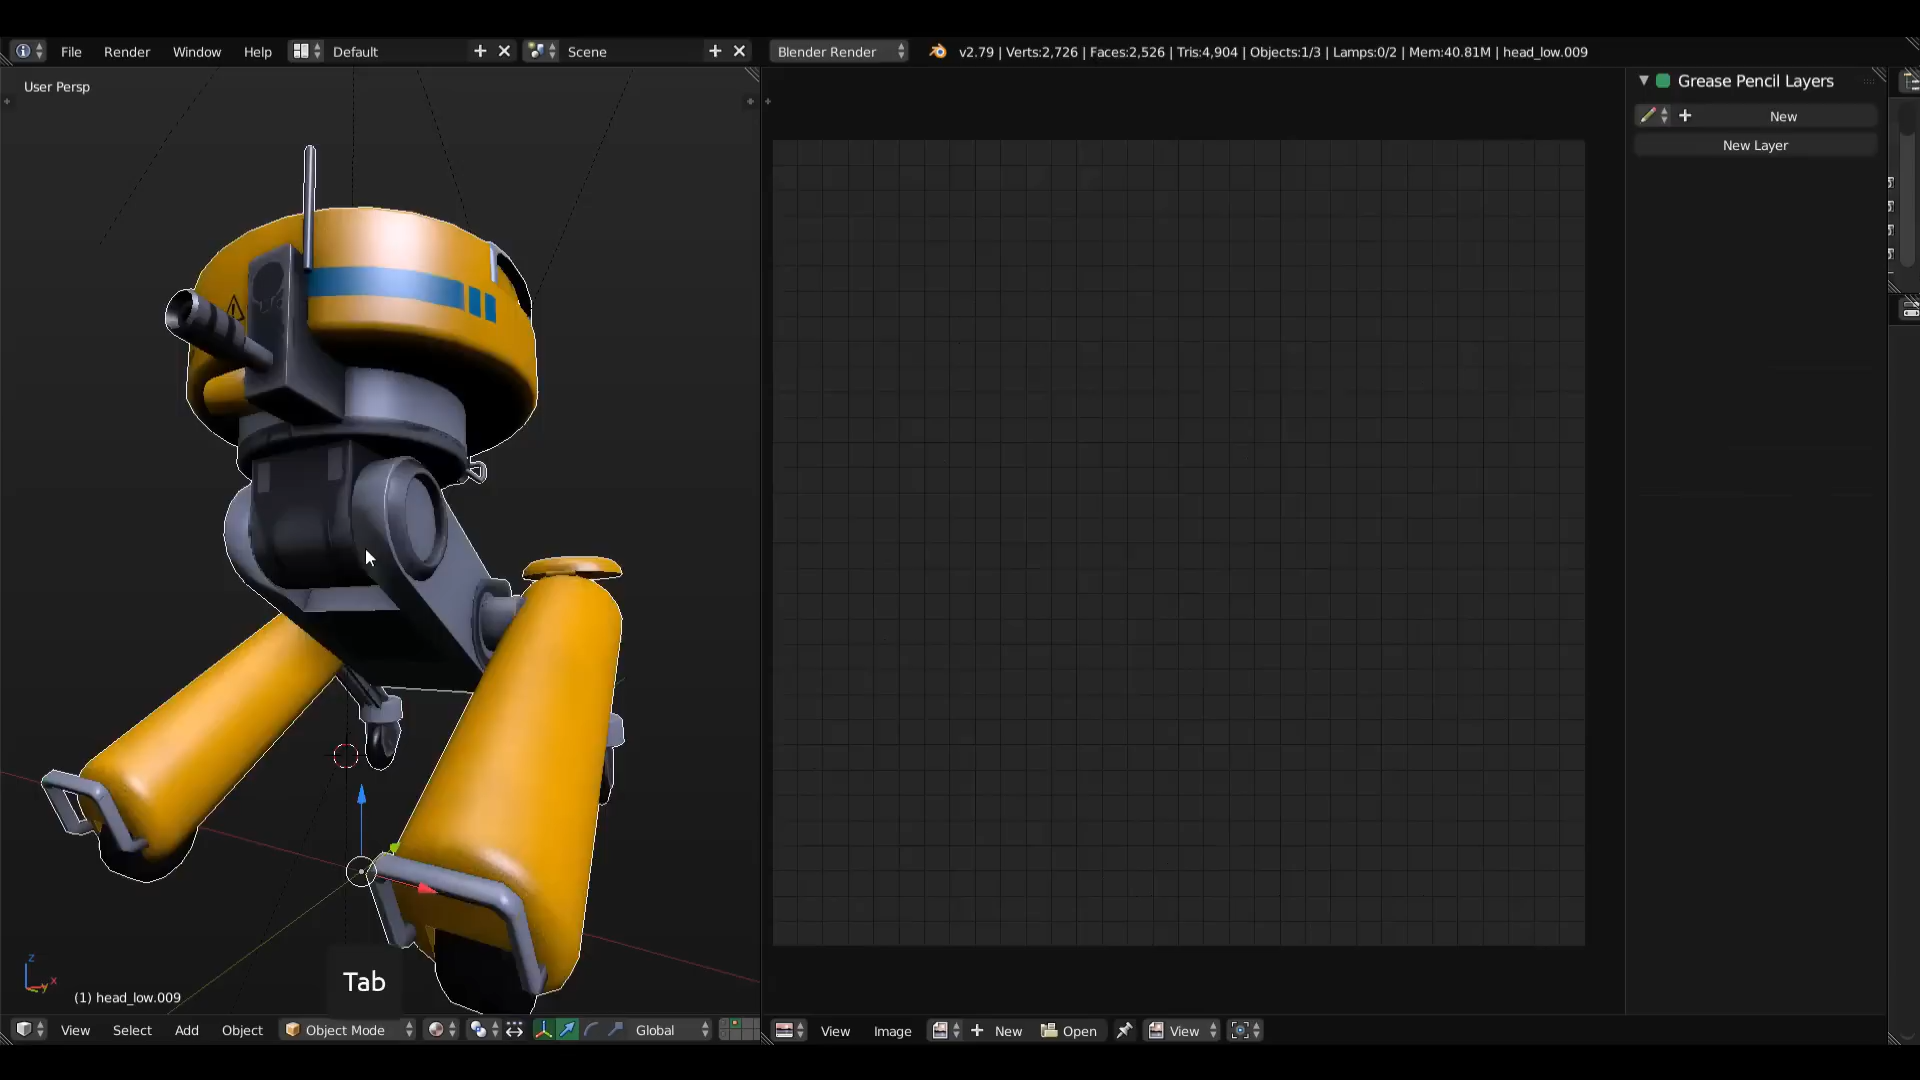 File Render Window Help Default Scene Blender Render v2.79 | Verts:2,726 | Faces:2,526 | Tris:4,904 | Objects:1/3 | Lamps:0/2 | Mem:40.81M | head_low.009
User Persp
Grease Pencil Layers
New
New Layer
z
x
y
Tab
(1) head_low.009
View Select Add Object Object Mode Global
View Image New Open View